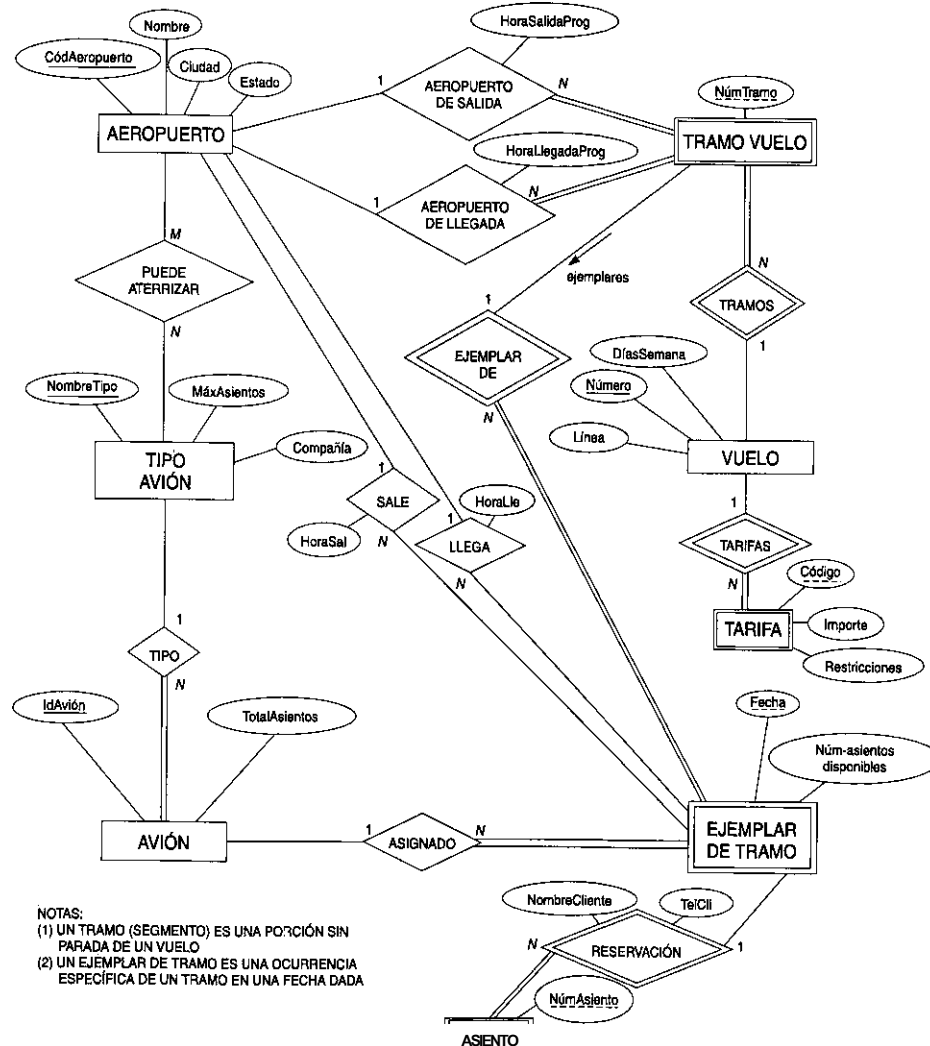 Nombre
HoraSalidaProg
CódAeropuerto
Ciudad
Estado
1
AEROPUERTO
DE SALIDA
N
NúmTramo
AEROPUERTO
TRAMO VUELO
HoraLlegadaProg
1
AEROPUERTO
DE LLEGADA
N
M
PUEDE
ATERRIZAR
N
ejemplares
N
TRAMOS
1
1
EJEMPLAR
DE
N
DíasSemana
Número
Línea
VUELO
NombreTipo
MáxAsientos
Compañía
TIPO
AVIÓN
1
SALE
N
HoraSal
HoraLle
1
LLEGA
N
1
TARIFAS
N
Código
TARIFA
Importe
Restricciones
1
TIPO
N
IdAvión
TotalAsientos
Fecha
Núm-asientos
disponibles
AVIÓN
1
ASIGNADO
N
EJEMPLAR
DE TRAMO
NombreCliente
TelCli
N
RESERVACIÓN
1
NúmAsiento
ASIENTO
NOTAS:
(1) UN TRAMO (SEGMENTO) ES UNA PORCIÓN SIN
PARADA DE UN VUELO
(2) UN EJEMPLAR DE TRAMO ES UNA OCURRENCIA
ESPECÍFICA DE UN TRAMO EN UNA FECHA DADA